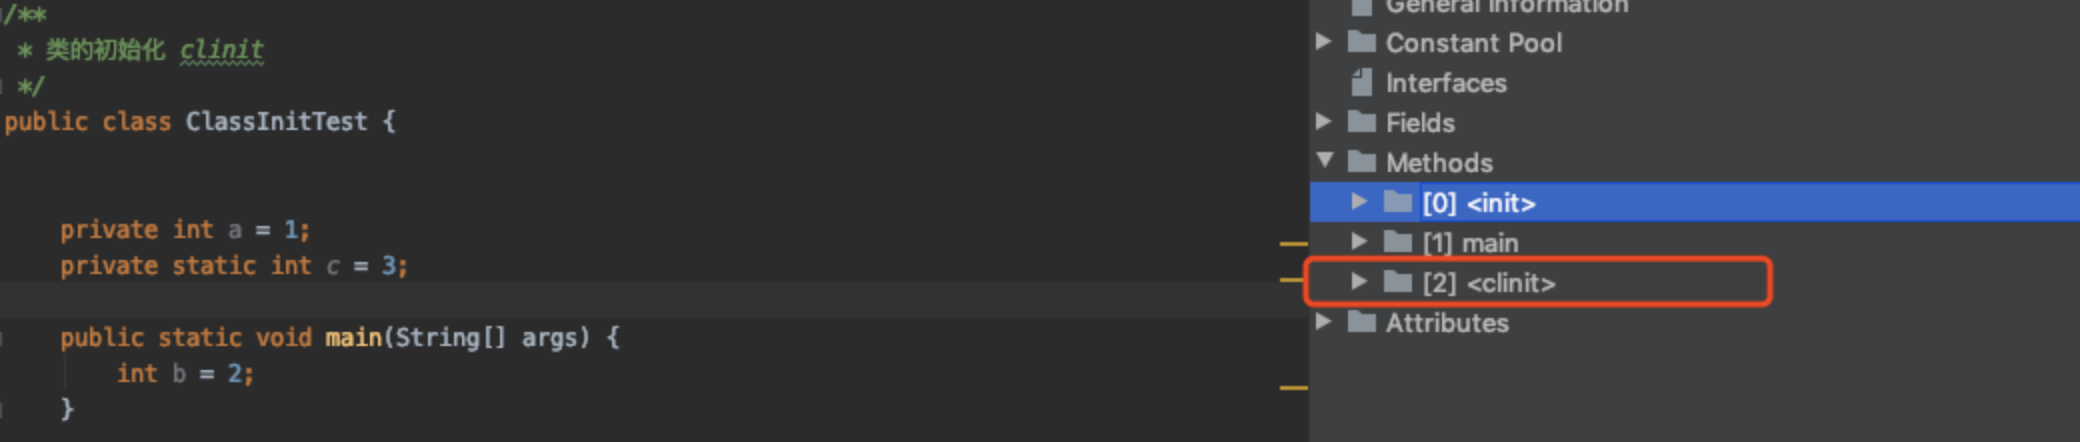 /**
* 类的初始化 clinit
*/
public class ClassInitTest {
private int a = 1;
private static int c = 3;
public static void main(String[] args) {
int b = 2;
}
General Information
Constant Pool
Interfaces
Fields
Methods
[0] <init>
[1] main
[2] <clinit>
Attributes